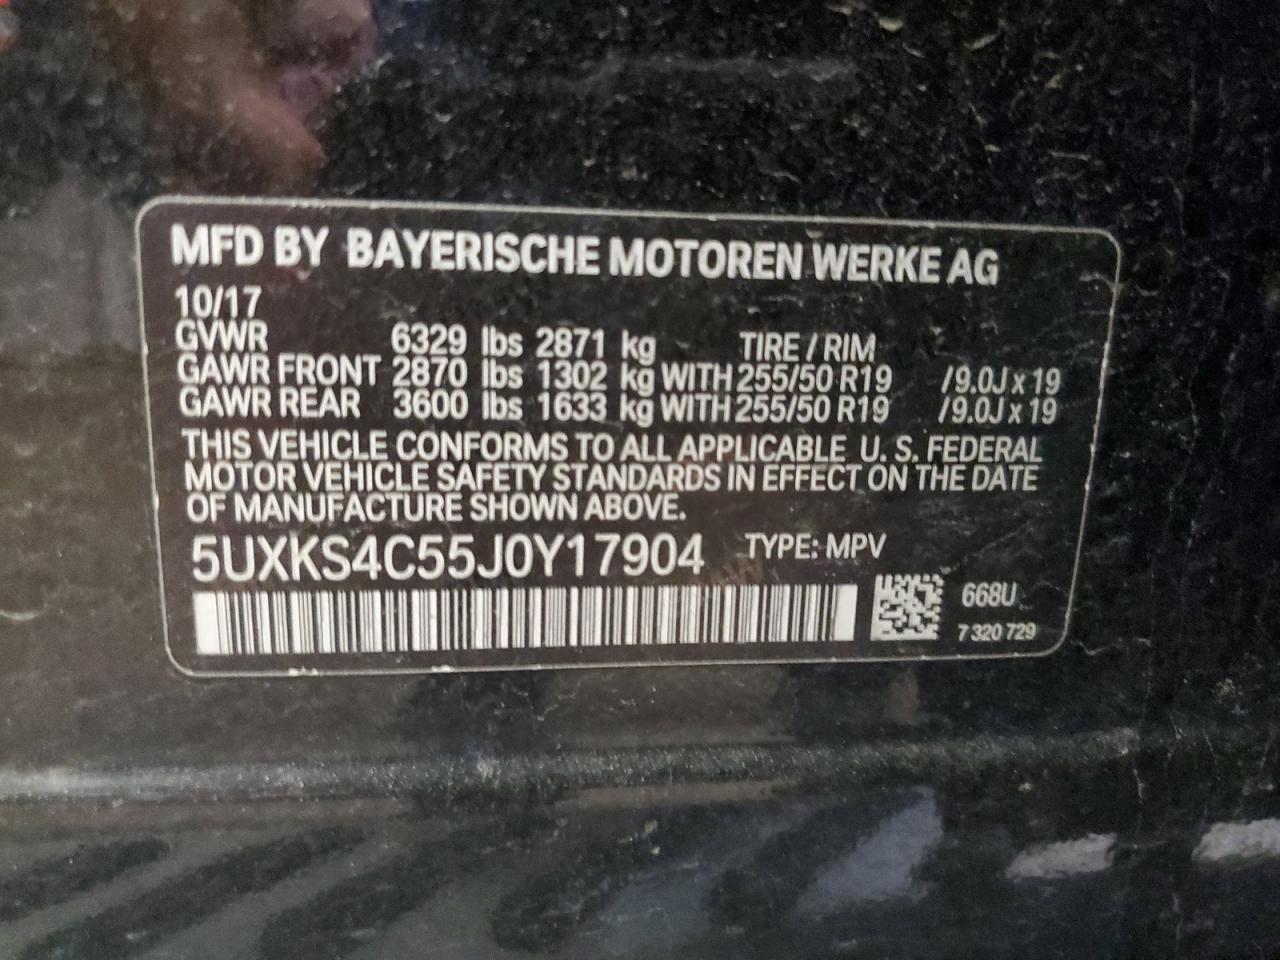 MFD BY BAYERISCHE MOTOREN WERKE AG
10/17
GVWR 6329 lbs 2871 kg TIRE / RIM
GAWR FRONT 2870 lbs 1302 kg WITH 255/50 R19 /9.0J x 19
GAWR REAR 3600 lbs 1633 kg WITH 255/50 R19 /9.0J x 19
THIS VEHICLE CONFORMS TO ALL APPLICABLE U. S. FEDERAL
MOTOR VEHICLE SAFETY STANDARDS IN EFFECT ON THE DATE
OF MANUFACTURE SHOWN ABOVE.
5UXKS4C55J0Y17904 TYPE: MPV
668U
7 320 729